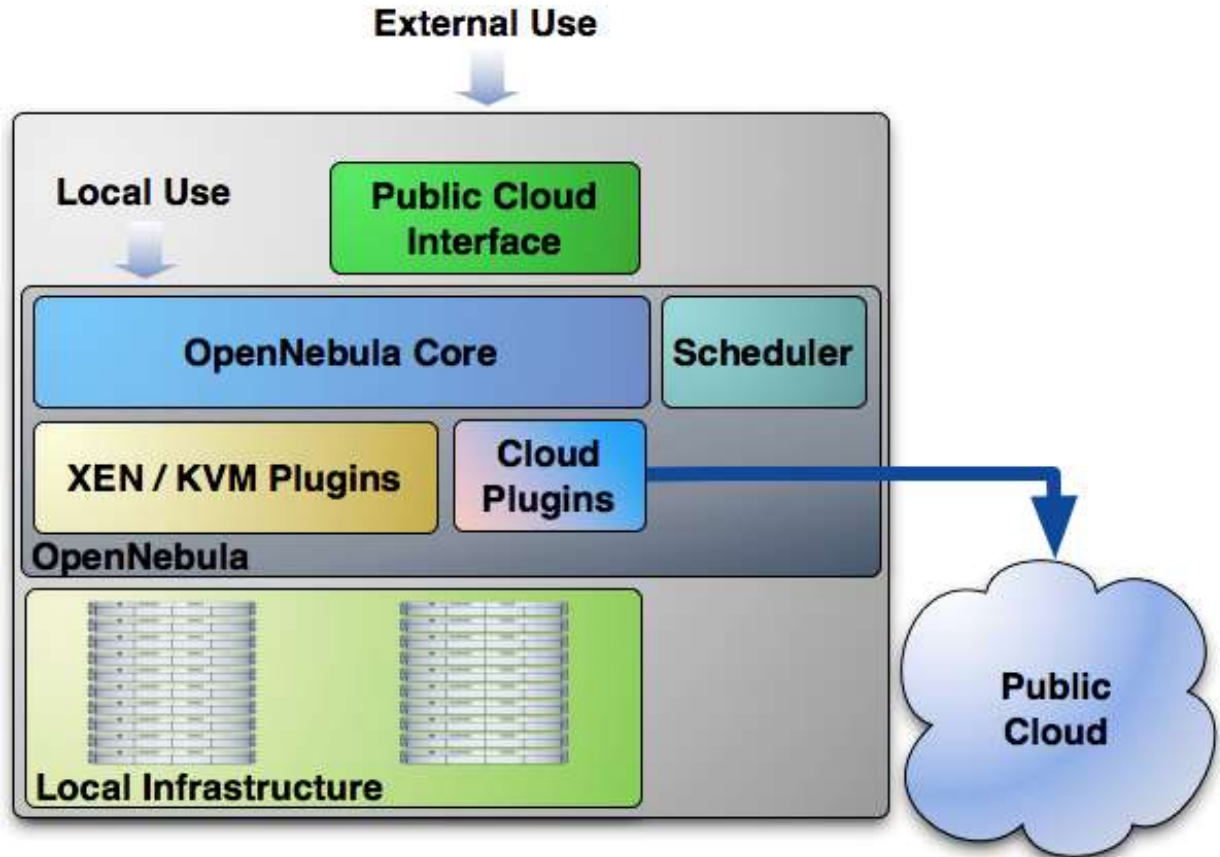 External Use
Local Use
Public Cloud
Interface
OpenNebula Core
Scheduler
XEN / KVM Plugins
Cloud
Plugins
OpenNebula
Local Infrastructure
Public
Cloud